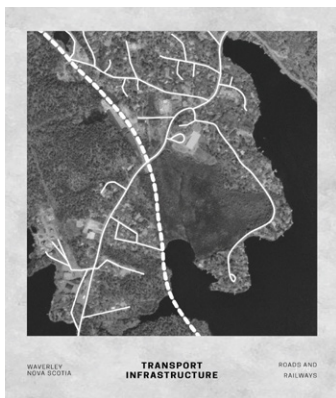 WAVERLEY
NOVA SCOTIA
TRANSPORT
INFRASTRUCTURE
ROADS AND
RAILWAYS